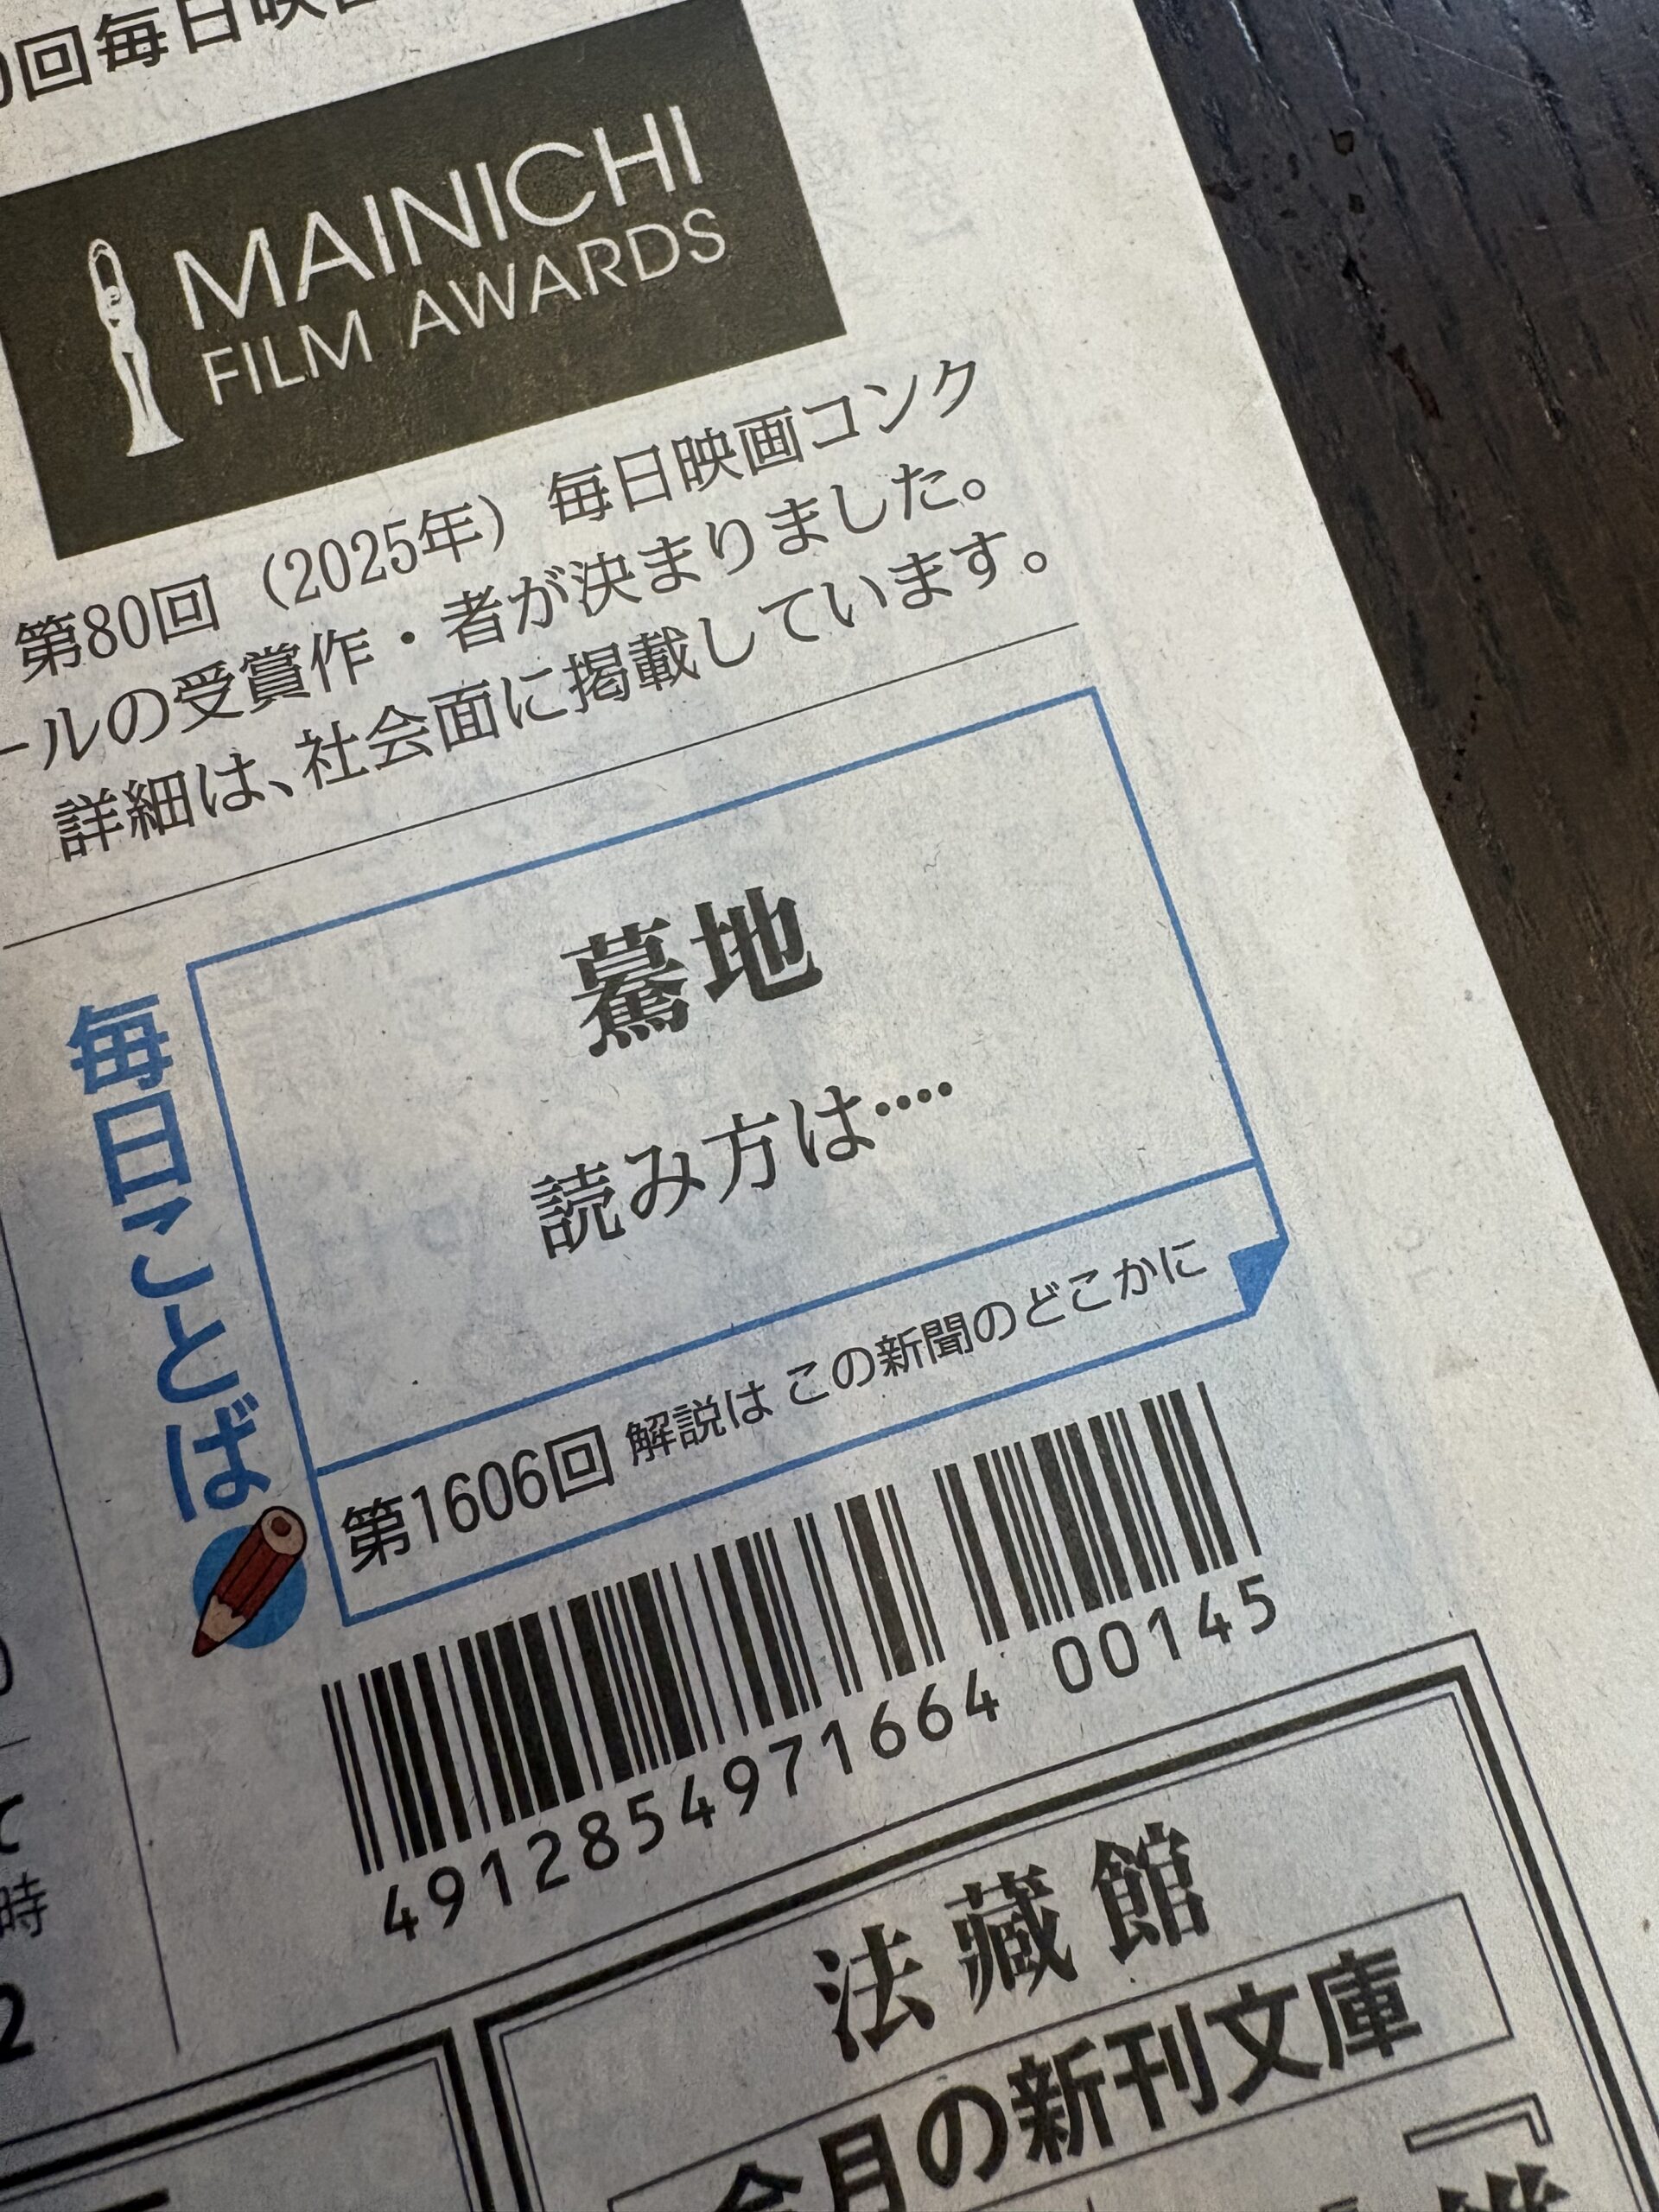 回毎日映
MAINICHI
FILM AWARDS
第80回（2025年）毎日映画コンク
ールの受賞作・者が決まりました。
詳細は、社会面に掲載しています。
毎日ことば
驀地
読み方は‥‥
第1606回 解説は この新聞のどこかに
4912854971664 00145
時
2
法藏館
今月の新刊文庫
『